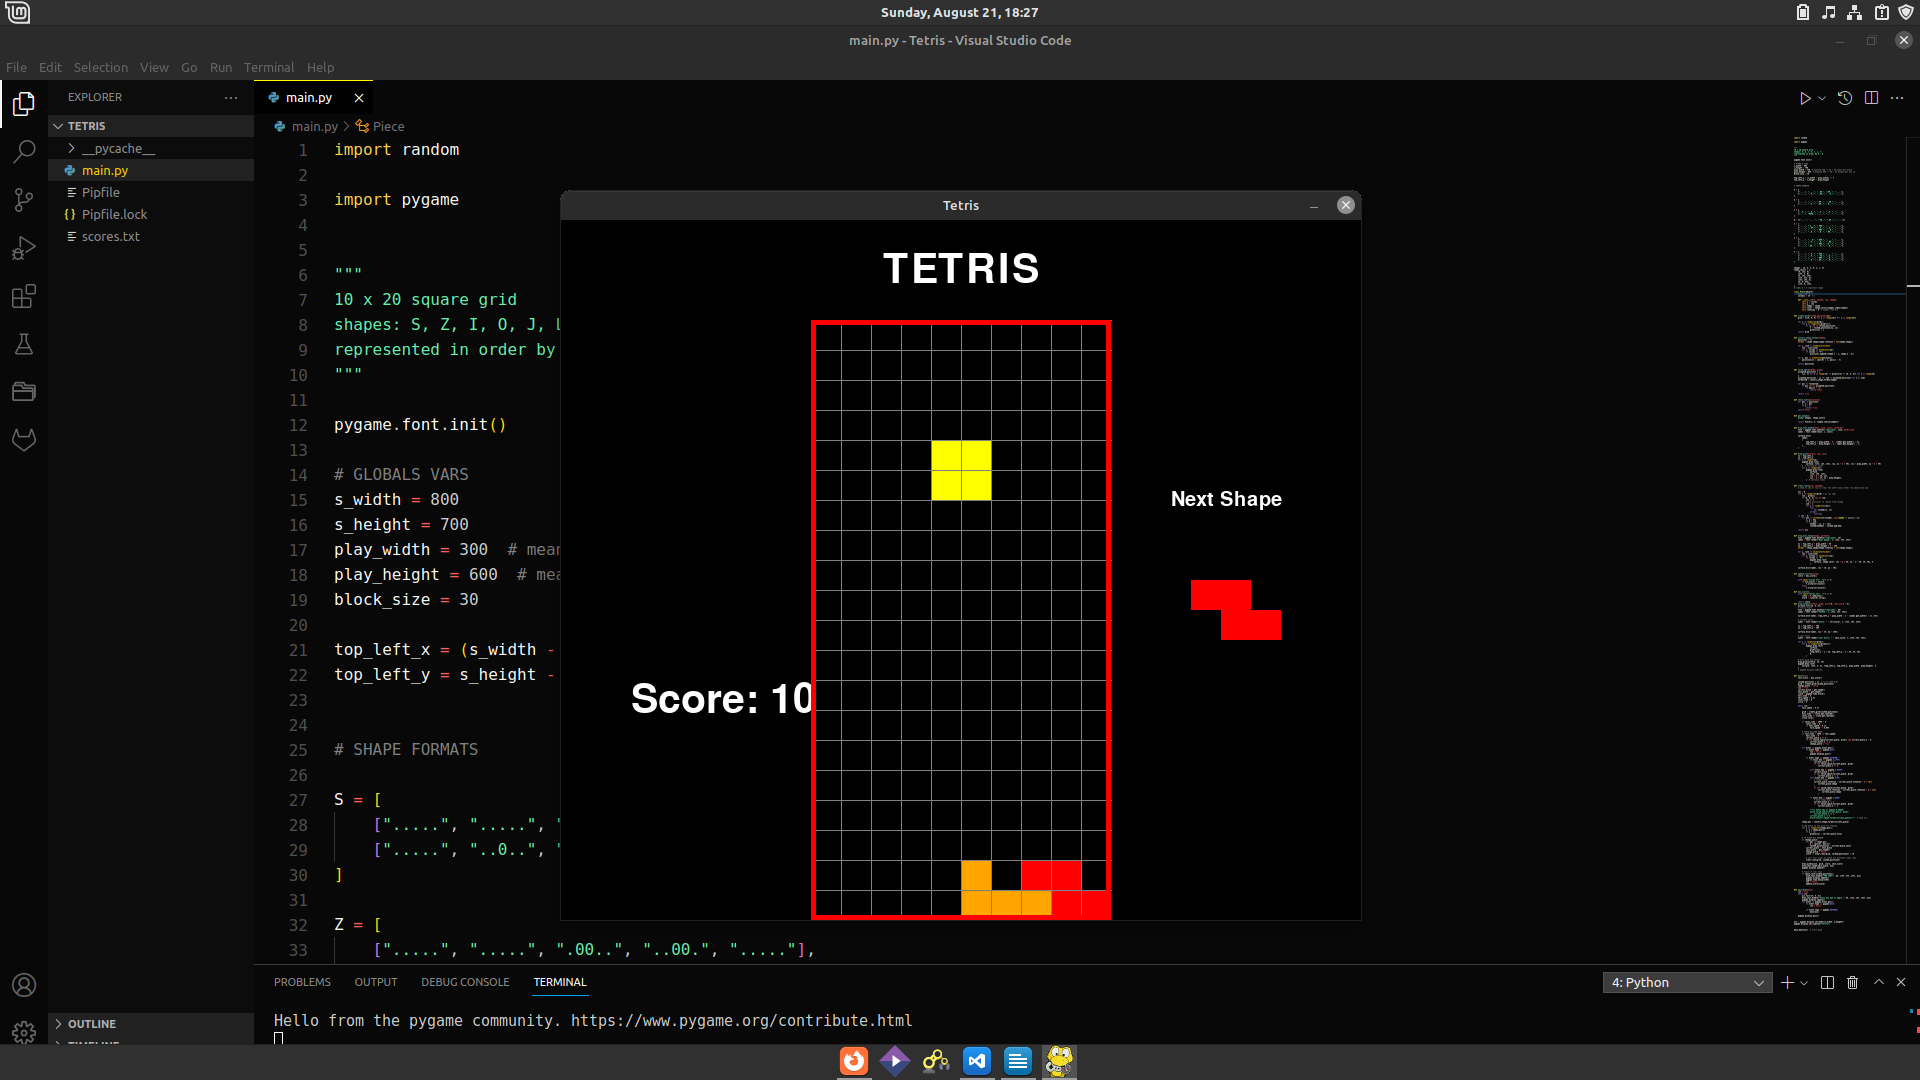 Sunday, August 21, 18:27
main.py - Tetris - Visual Studio Code
File Edit Selection View Go Run Terminal Help
EXPLORER
TETRIS
__pycache__
main.py
Pipfile
Pipfile.lock
scores.txt
OUTLINE
main.py
main.py > Piece
1 import random
2
3 import pygame
4
5
6 """
7 10 x 20 square grid
8 shapes: S, Z, I, O, J, L
9 represented in order by
10 """
11
12 pygame.font.init()
13
14 # GLOBALS VARS
15 s_width = 800
16 s_height = 700
17 play_width = 300  # mean
18 play_height = 600  # mea
19 block_size = 30
20
21 top_left_x = (s_width -
22 top_left_y = s_height -
23
24
25 # SHAPE FORMATS
26
27 S = [
28 [".....", ".....", "
29 [".....", "..0..", "
30 ]
31
32 Z = [
33 [".....", ".....", ".00..", "..00.", "....."],
Tetris
TETRIS
Next Shape
Score: 10
PROBLEMS OUTPUT DEBUG CONSOLE TERMINAL
4: Python
Hello from the pygame community. https://www.pygame.org/contribute.html